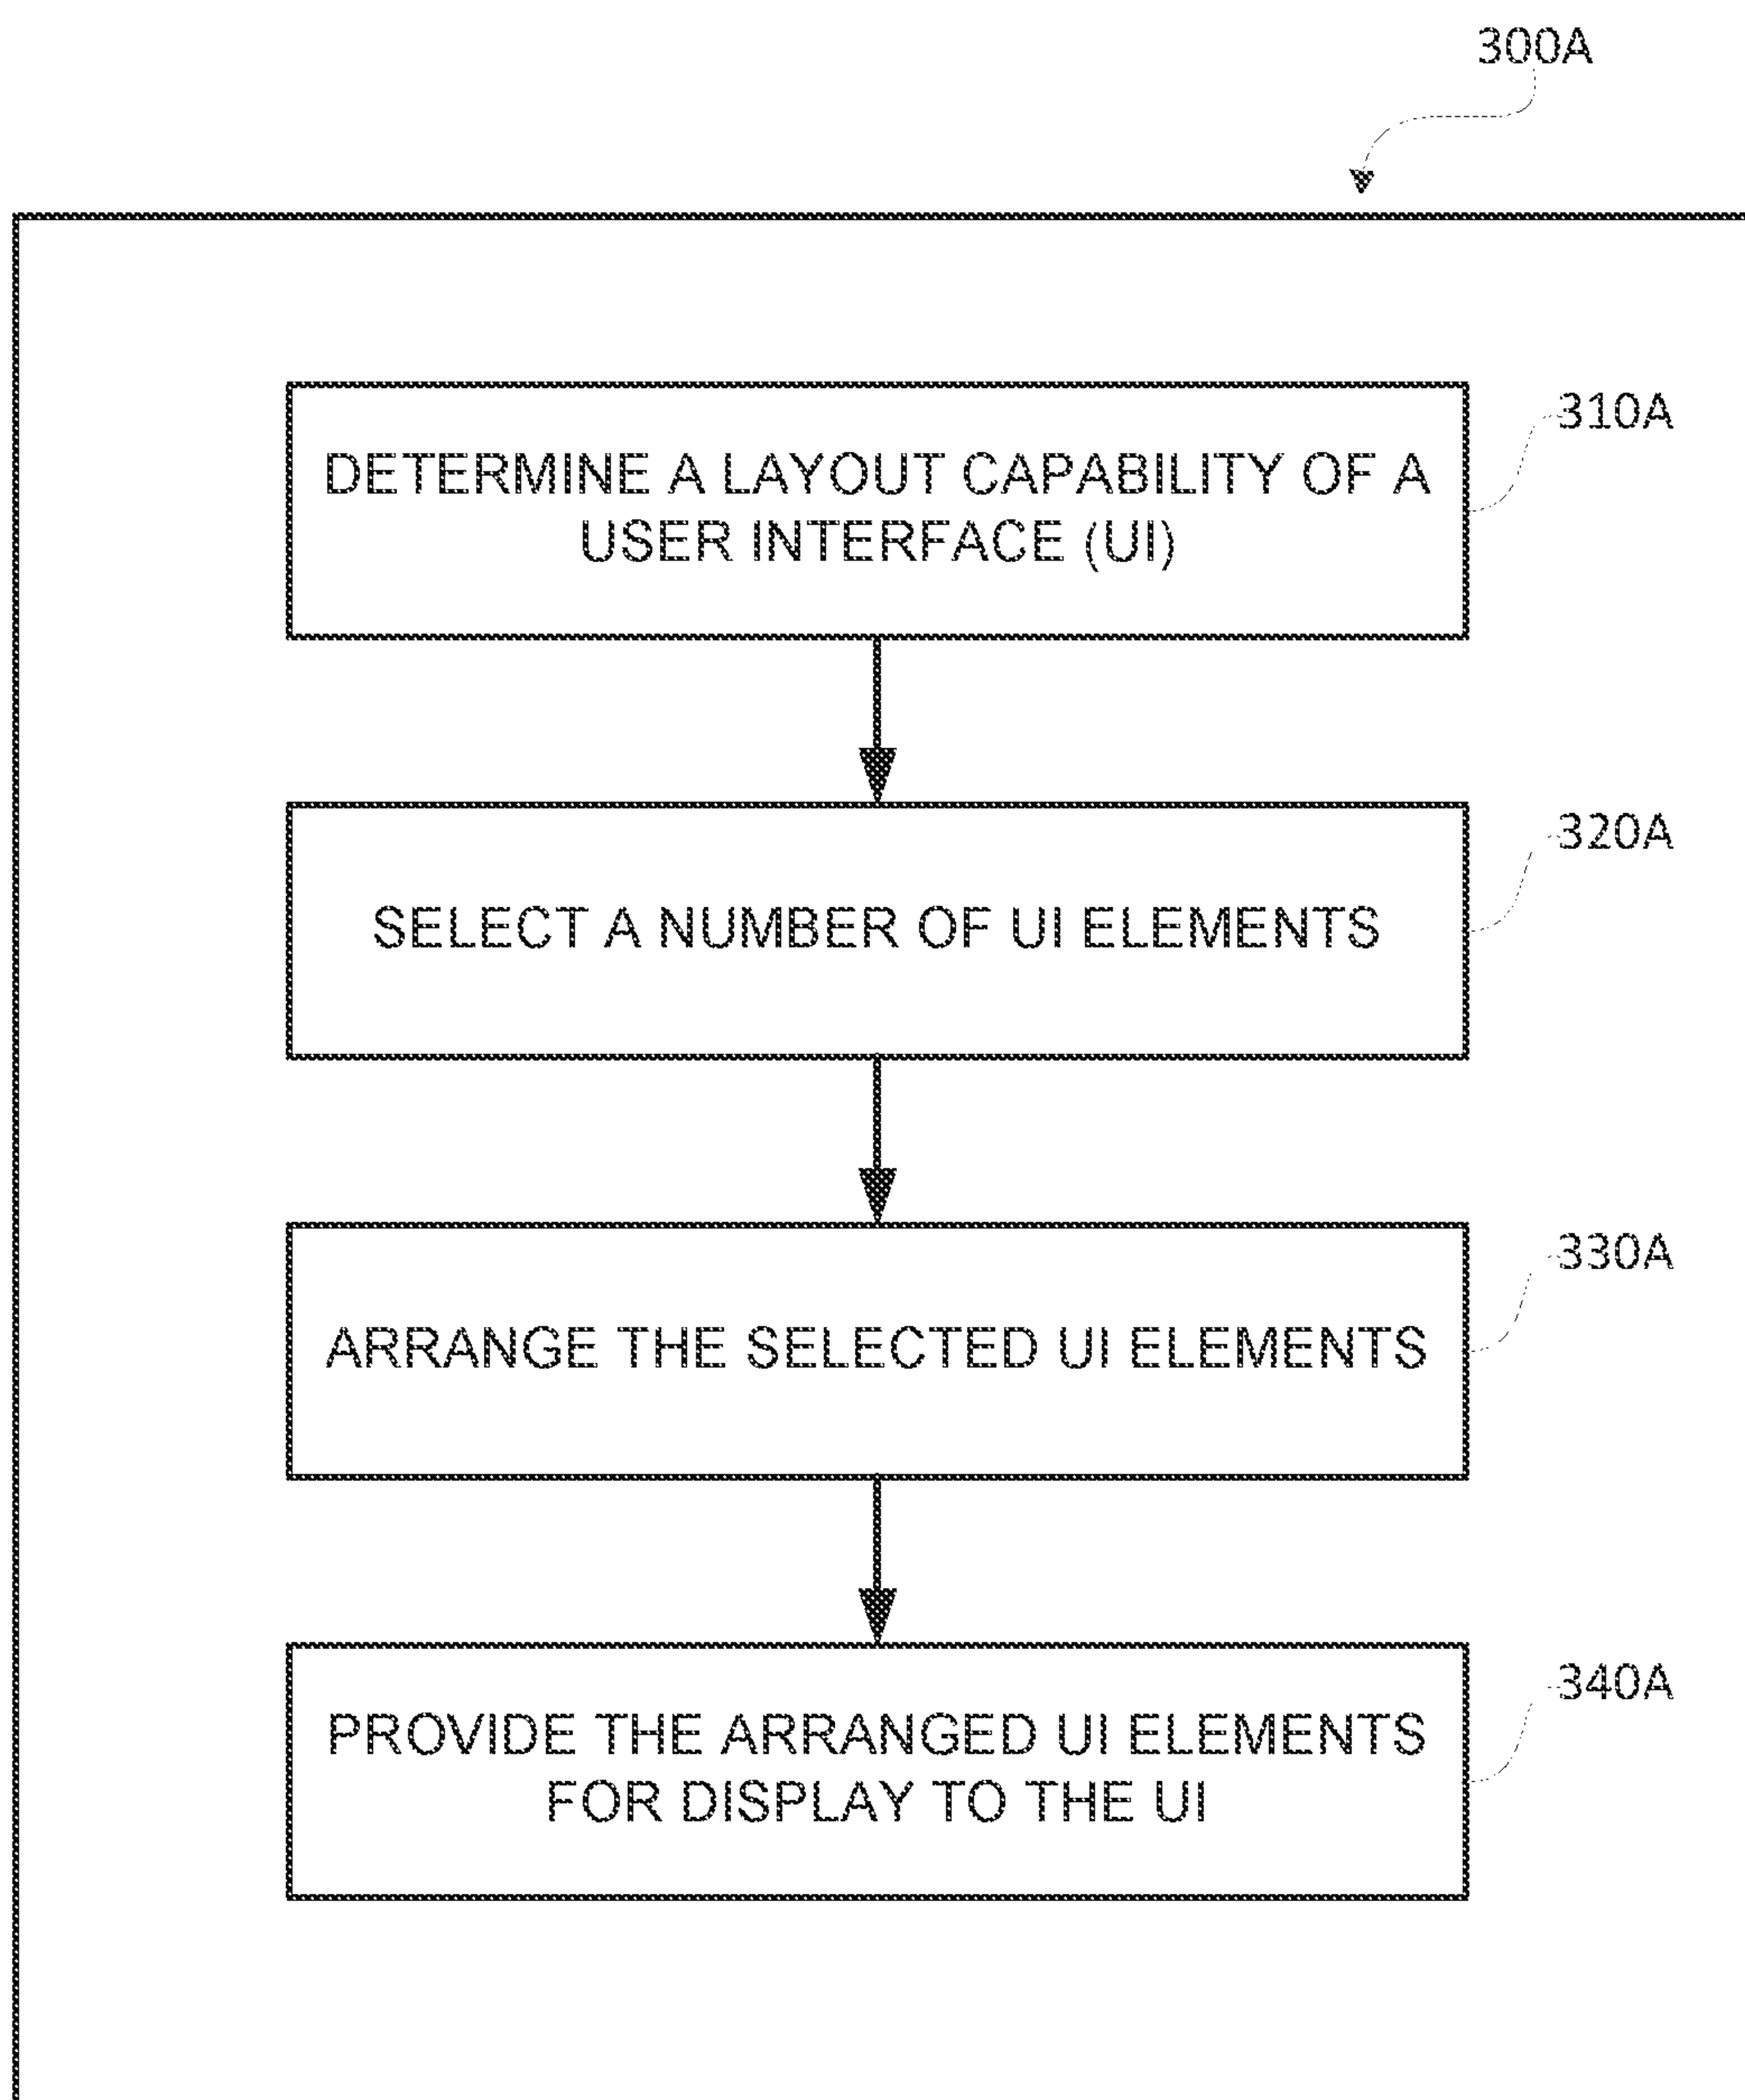 300A
310A
DETERMINE A LAYOUT CAPABILITY OF A
USER INTERFACE (UI)
320A
SELECT A NUMBER OF UI ELEMENTS
330A
ARRANGE THE SELECTED UI ELEMENTS
340A
PROVIDE THE ARRANGED UI ELEMENTS
FOR DISPLAY TO THE UI